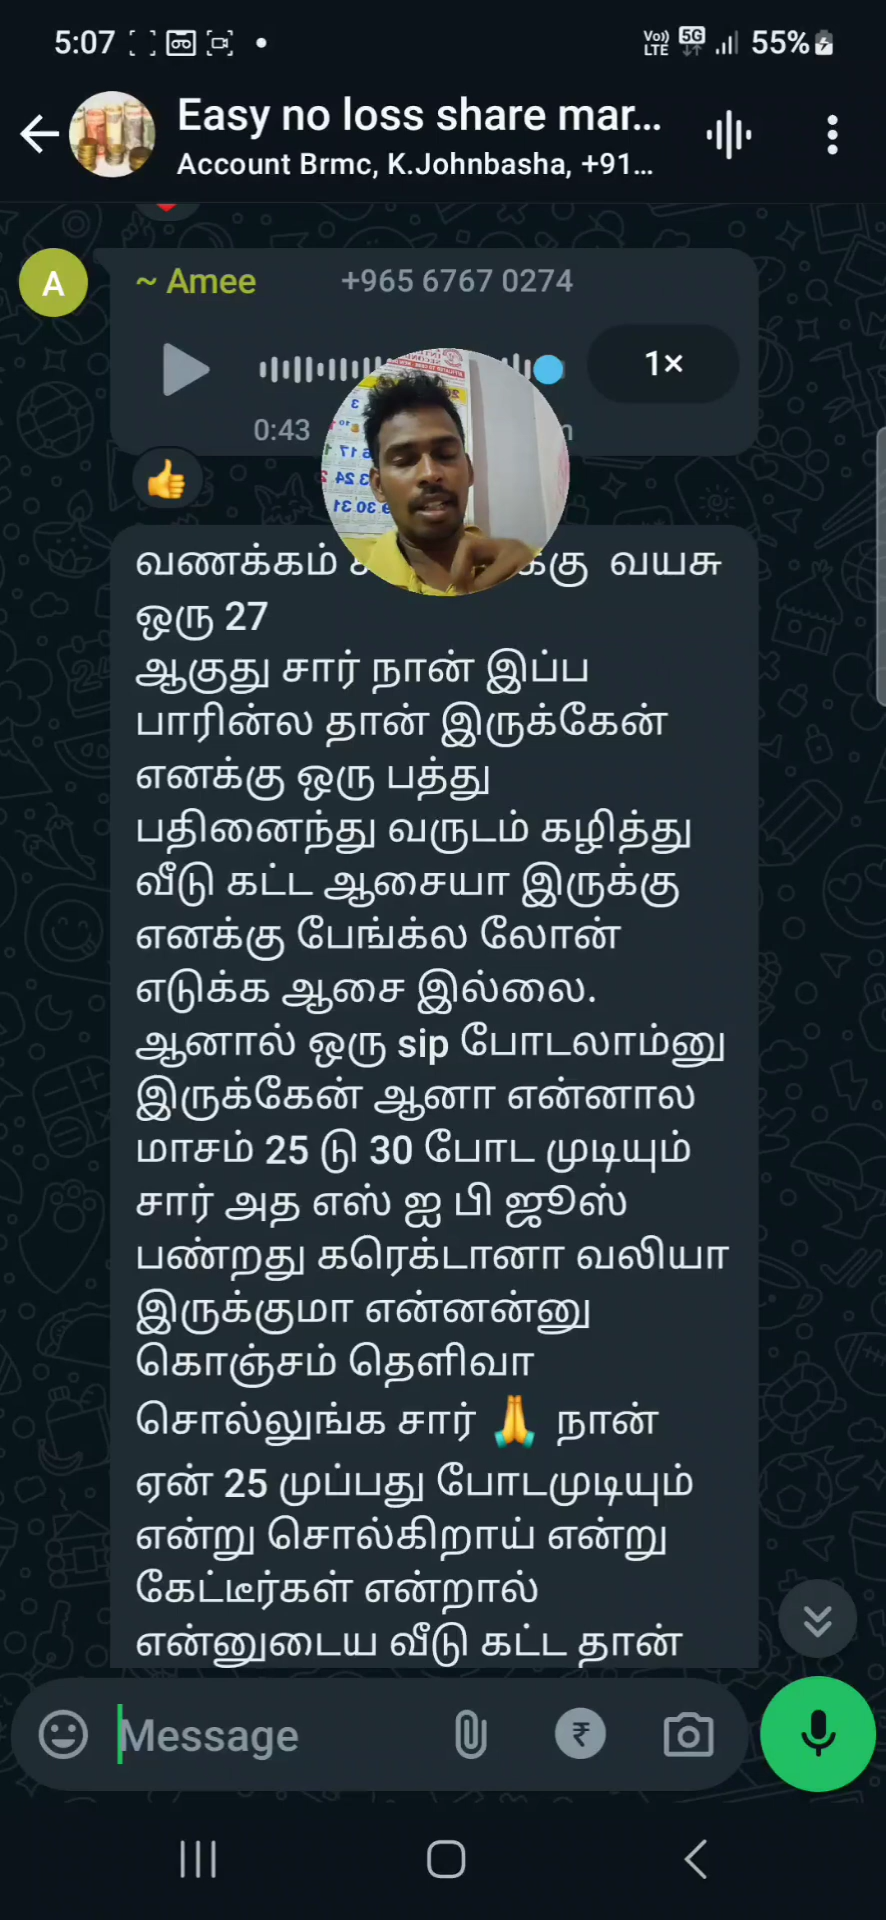 5:07
Vo)) LTE 5G 55%
Easy no loss share mar...
Account Brmc, K.Johnbasha, +91...
A
~ Amee +965 6767 0274
1×
0:43
வணக்கம் க்கு வயசு
ஒரு 27
ஆகுது சார் நான் இப்ப
பாரின்ல தான் இருக்கேன்
எனக்கு ஒரு பத்து
பதினைந்து வருடம் கழித்து
வீடு கட்ட ஆசையா இருக்கு
எனக்கு பேங்க்ல லோன்
எடுக்க ஆசை இல்லை.
ஆனால் ஒரு sip போடலாம்னு
இருக்கேன் ஆனா என்னால
மாசம் 25 டு 30 போட முடியும்
சார் அத எஸ் ஐ பி ஜூஸ்
பண்றது கரெக்டானா வலியா
இருக்குமா என்னன்னு
கொஞ்சம் தெளிவா
சொல்லுங்க சார் 🙏 நான்
ஏன் 25 முப்பது போடமுடியும்
என்று சொல்கிறாய் என்று
கேட்டீர்கள் என்றால்
என்னுடைய வீடு கட்ட தான்
Message